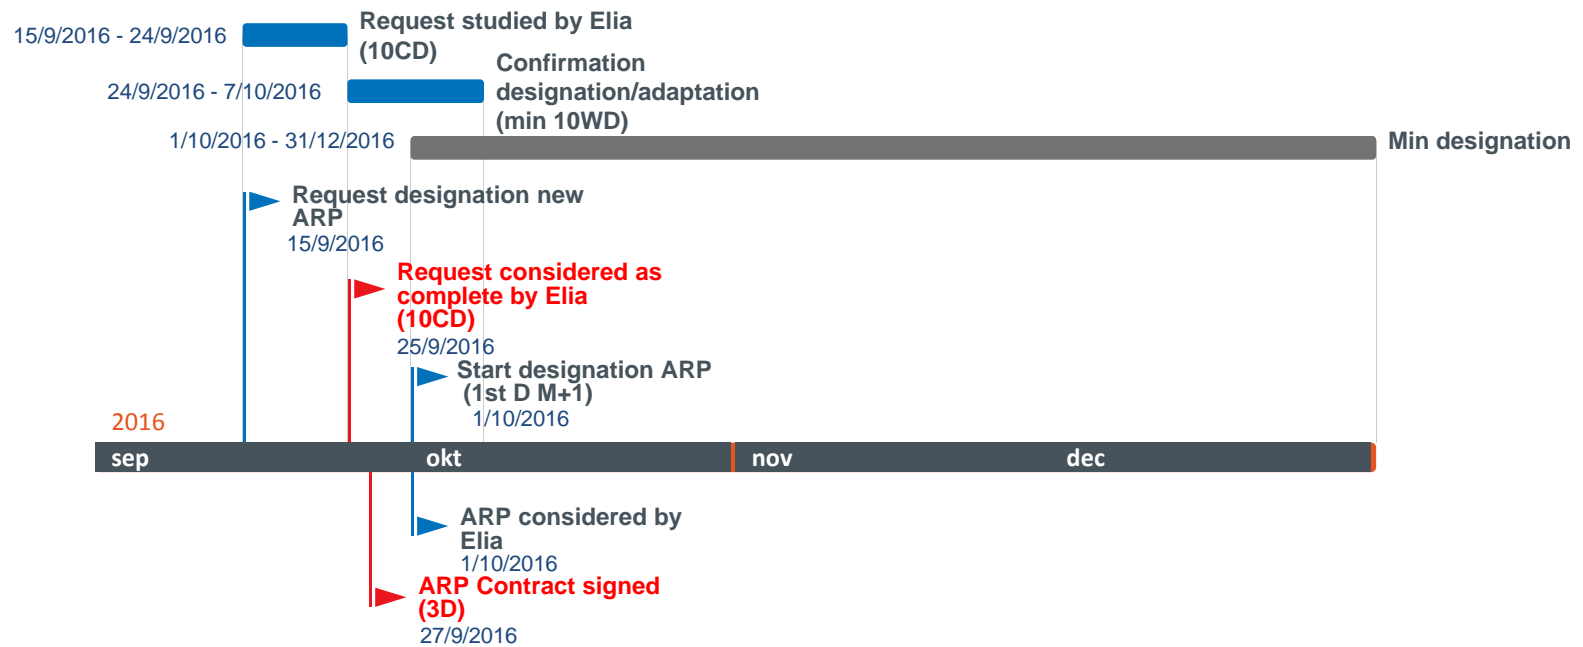 15/9/2016 - 24/9/2016
Request studied by Elia
(10CD)
24/9/2016 - 7/10/2016
Confirmation
designation/adaptation
(min 10WD)
1/10/2016 - 31/12/2016
Min designation
Request designation new
ARP
15/9/2016
Request considered as
complete by Elia
(10CD)
25/9/2016
Start designation ARP
(1st D M+1)
1/10/2016
2016
sep okt nov dec
ARP considered by
Elia
1/10/2016
ARP Contract signed
(3D)
27/9/2016